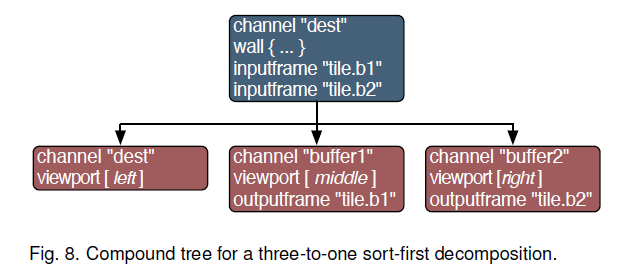 channel "dest"
wall { ... }
inputframe "tile.b1"
inputframe "tile.b2"
channel "dest"
viewport [ left ]
channel "buffer1"
viewport [ middle ]
outputframe "tile.b1"
channel "buffer2"
viewport [right ]
outputframe "tile.b2"
Fig. 8. Compound tree for a three-to-one sort-first decomposition.